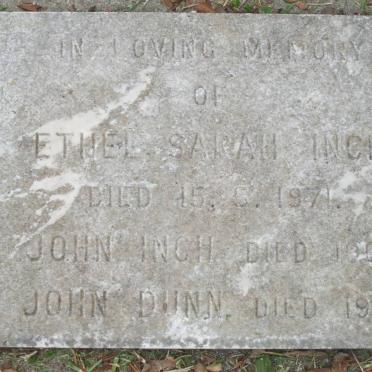 IN LOVING MEMORY
OF
ETHEL SARAH INCH
DIED 15. 5. 1971.
JOHN INCH DIED
JOHN DUNN. DIED